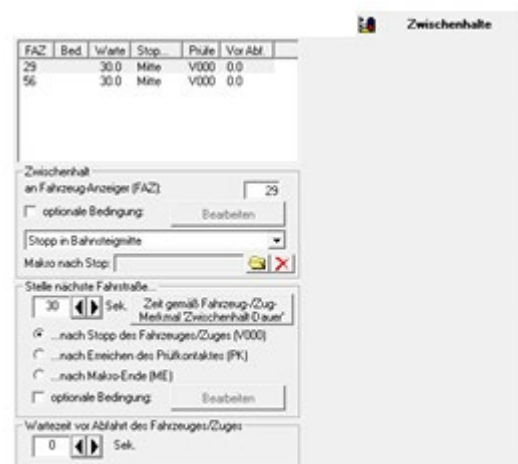 Zwischenhalte
FAZ Bed. Warte Stop... Prüfe Vor Abf.
29 30.0 Mitte V000 0.0
56 30.0 Mitte V000 0.0
Zwischenhalt
an Fahrzeug-Anzeiger (FAZ): 29
optionale Bedingung: Bearbeiten
Stopp in Bahnsteigmitte
Makro nach Stop:
Stelle nächste Fahrstraße...
30 Sek. Zeit gemäß Fahrzeug-/Zug-
Merkmal 'Zwischenhalt-Dauer'
...nach Stopp des Fahrzeuges/Zuges (V000)
...nach Erreichen des Prüfkontaktes (PK)
...nach Makro-Ende (ME)
optionale Bedingung: Bearbeiten
Wartezeit vor Abfahrt des Fahrzeuges/Zuges
0 Sek.